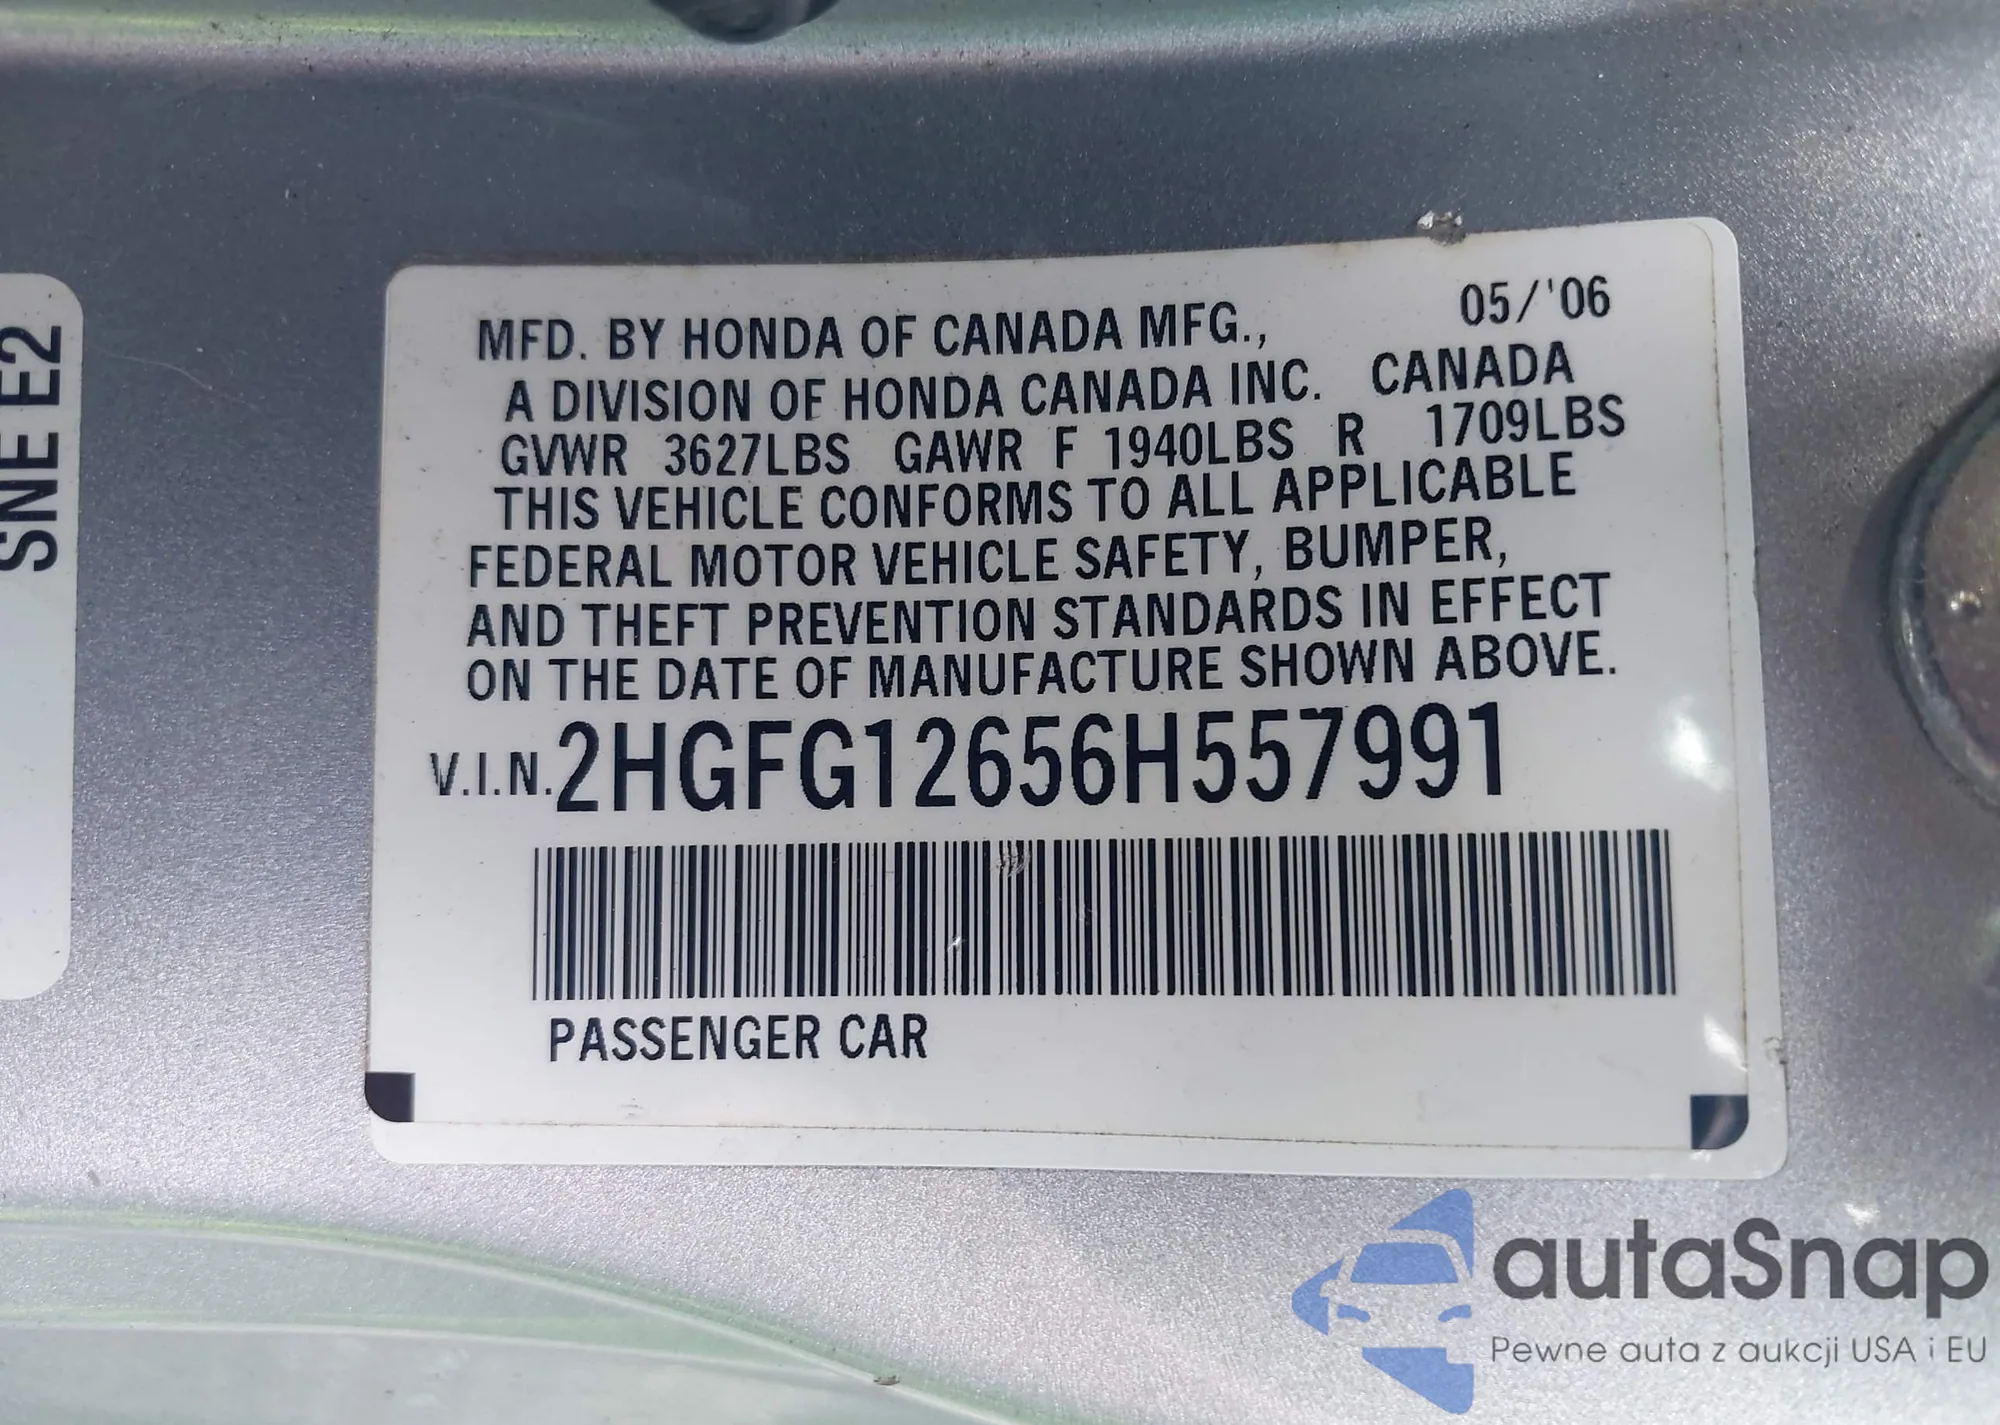 SNE E2
05/'06
MFD. BY HONDA OF CANADA MFG.,
A DIVISION OF HONDA CANADA INC. CANADA
GVWR 3627LBS GAWR F 1940LBS R 1709LBS
THIS VEHICLE CONFORMS TO ALL APPLICABLE
FEDERAL MOTOR VEHICLE SAFETY, BUMPER,
AND THEFT PREVENTION STANDARDS IN EFFECT
ON THE DATE OF MANUFACTURE SHOWN ABOVE.
V.I.N. 2HGFG12656H557991
PASSENGER CAR
autaSnap
Pewne auta z aukcji USA i EU